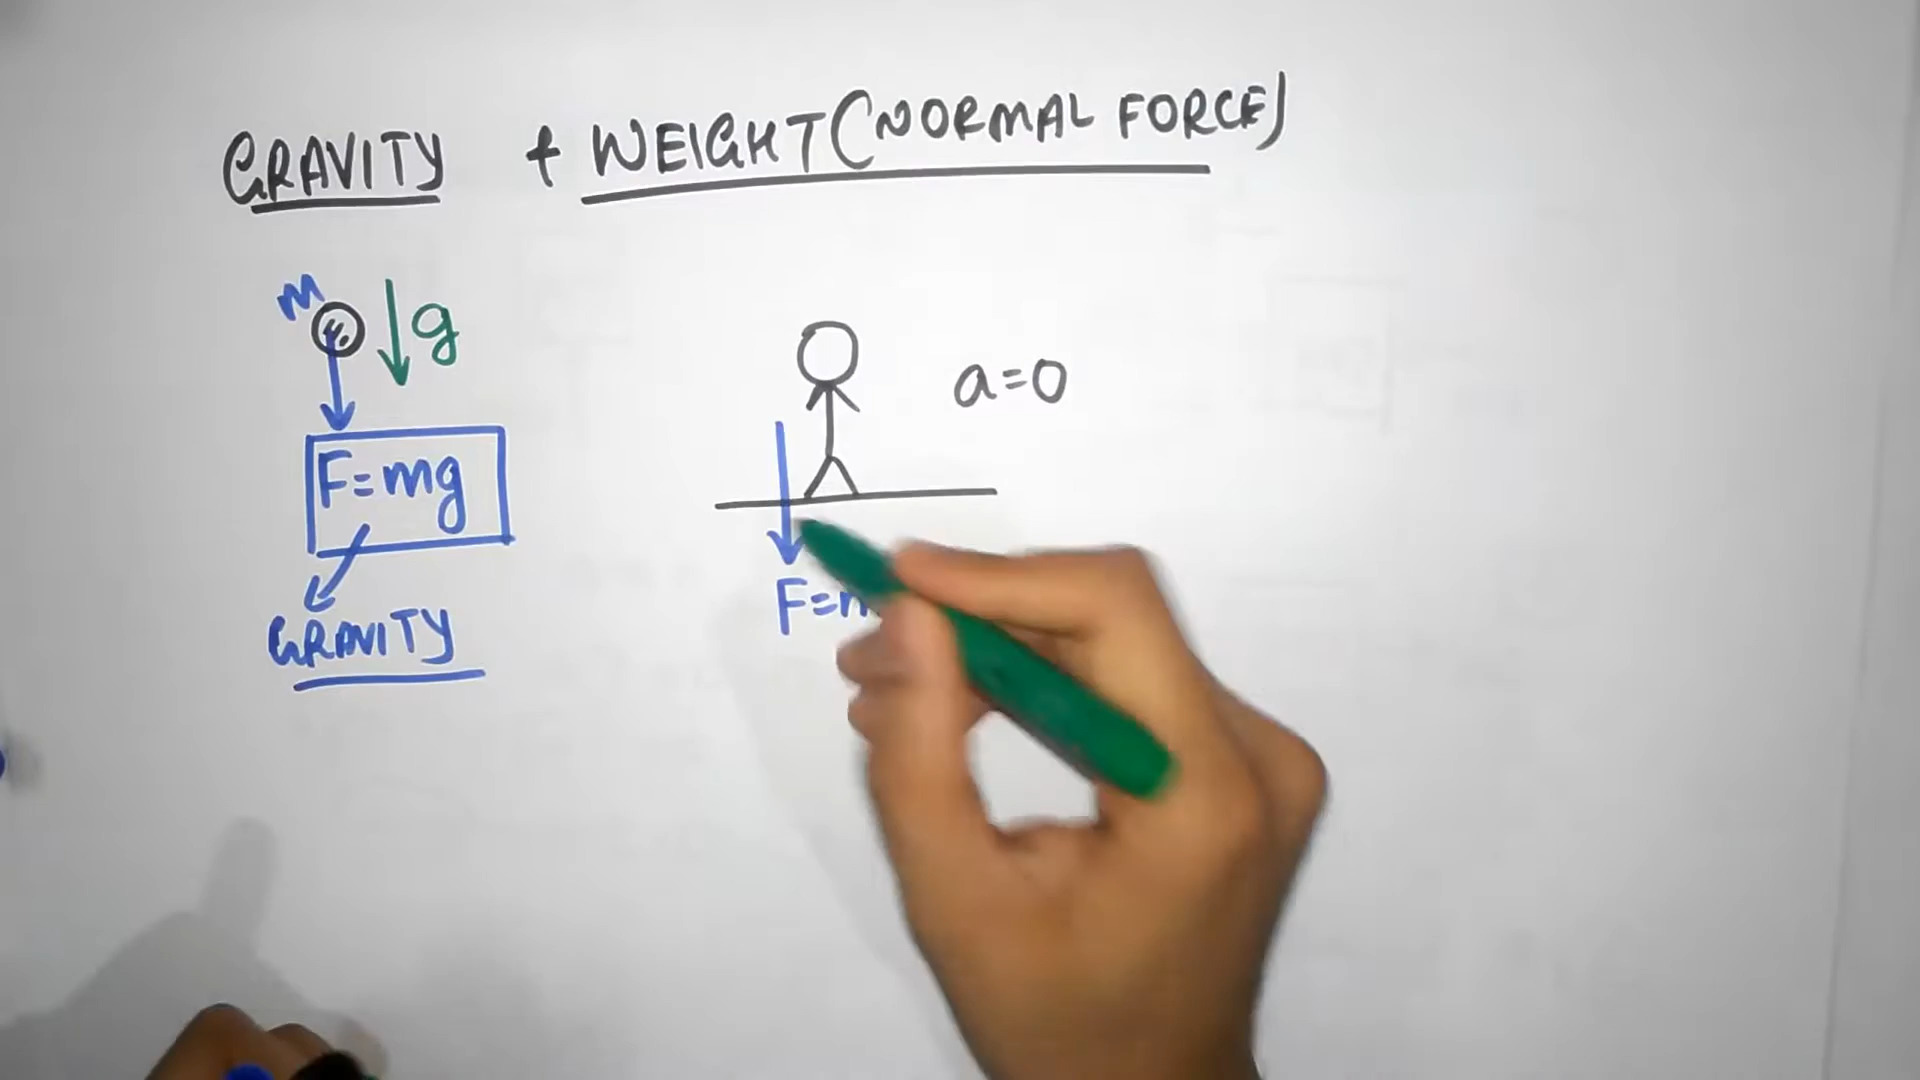 GRAVITY + WEIGHT (NORMAL FORCE)
m
g
F=mg
GRAVITY
a=0
F=m